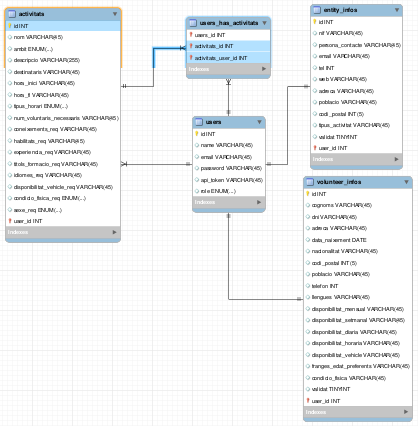 activitats
id INT
nom VARCHAR(45)
ambit ENUM(...)
descripcio VARCHAR(255)
destinataris VARCHAR(45)
hora_inici VARCHAR(45)
hora_fi VARCHAR(45)
tipus_horari ENUM(...)
num_voluntaris_necesaris VARCHAR(45)
coneixements_req VARCHAR(45)
habilitats_req VARCHAR(45)
experiencia_req VARCHAR(45)
titols_formacio_req VARCHAR(45)
idiomes_req VARCHAR(45)
disponibilitat_vehicle_req VARCHAR(45)
condicio_fisica_req ENUM(...)
sexe_req ENUM(...)
user_id INT
Indexes
users_has_activitats
users_id INT
activitats_id INT
activitats_user_id INT
Indexes
users
id INT
name VARCHAR(45)
email VARCHAR(45)
password VARCHAR(45)
api_token VARCHAR(45)
role ENUM(...)
Indexes
entity_infos
id INT
nif VARCHAR(45)
persona_contacte VARCHAR(45)
email VARCHAR(45)
tel INT
web VARCHAR(45)
adreca VARCHAR(45)
poblacio VARCHAR(45)
codi_postal INT(5)
tipus_activitat VARCHAR(45)
validat TINYINT
user_id INT
Indexes
volunteer_infos
id INT
cognoms VARCHAR(45)
dni VARCHAR(45)
adreca VARCHAR(45)
data_naixement DATE
nacionalitat VARCHAR(45)
codi_postal INT(5)
poblacio VARCHAR(45)
telefon INT
llengues VARCHAR(45)
disponibilitat_mensual VARCHAR(45)
disponibilitat_setmanal VARCHAR(45)
disponibilitat_diaria VARCHAR(45)
disponibilitat_horaria VARCHAR(45)
disponibilitat_vehicle VARCHAR(45)
franges_edat_preferents VARCHAR(45)
condicio_fisica VARCHAR(45)
validat TINYINT
user_id INT
Indexes